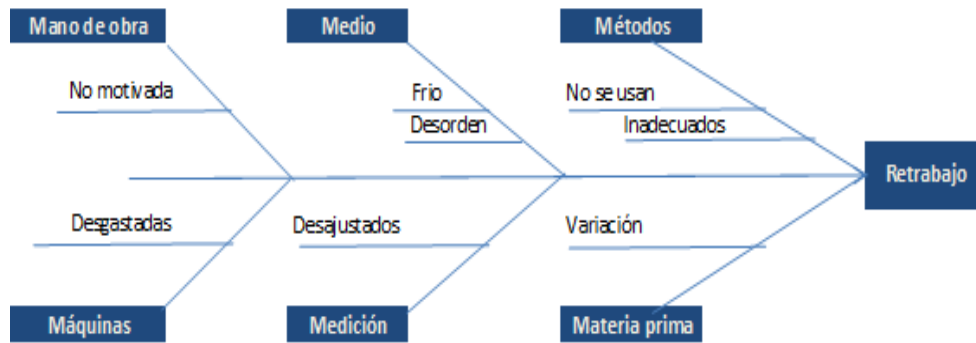 Mano de obra
Medio
Métodos
No motivada
Frio
No se usan
Desorden
Inadecuados
Retrabajo
Desgastadas
Desajustados
Variación
Máquinas
Medición
Materia prima